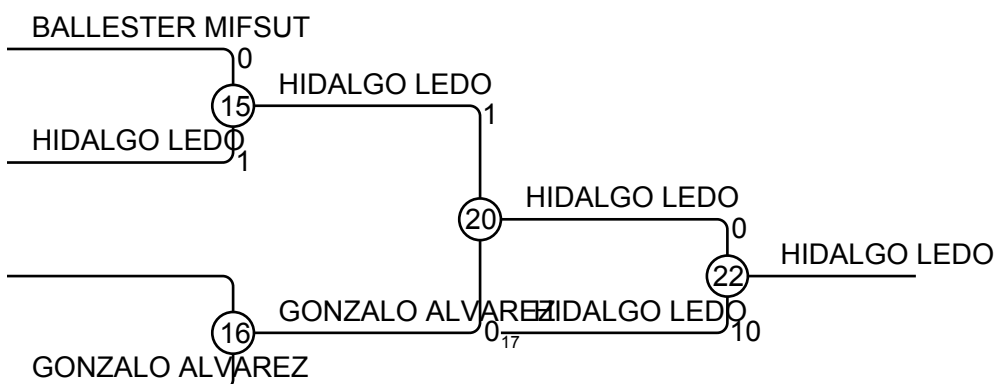 BALLESTER MIFSUT
0
15
HIDALGO LEDO
1
HIDALGO LEDO
1
20
HIDALGO LEDO
0
22
HIDALGO LEDO
16
GONZALO ALVAREZ
0
17
HIDALGO LEDO
10
GONZALO ALVAREZ